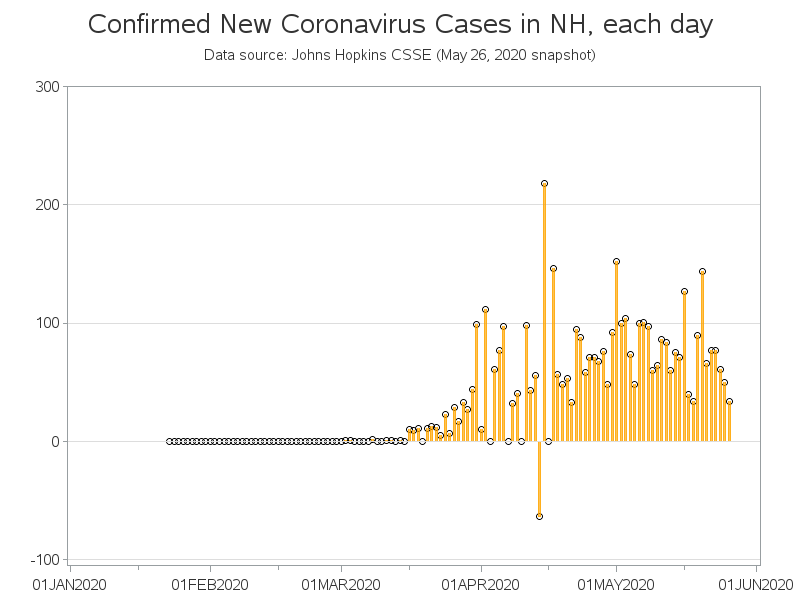 Confirmed New Coronavirus Cases in NH, each day
Data source: Johns Hopkins CSSE (May 26, 2020 snapshot)
300
200
100
0
-100
01JAN2020 01FEB2020 01MAR2020 01APR2020 01MAY2020 01JUN2020